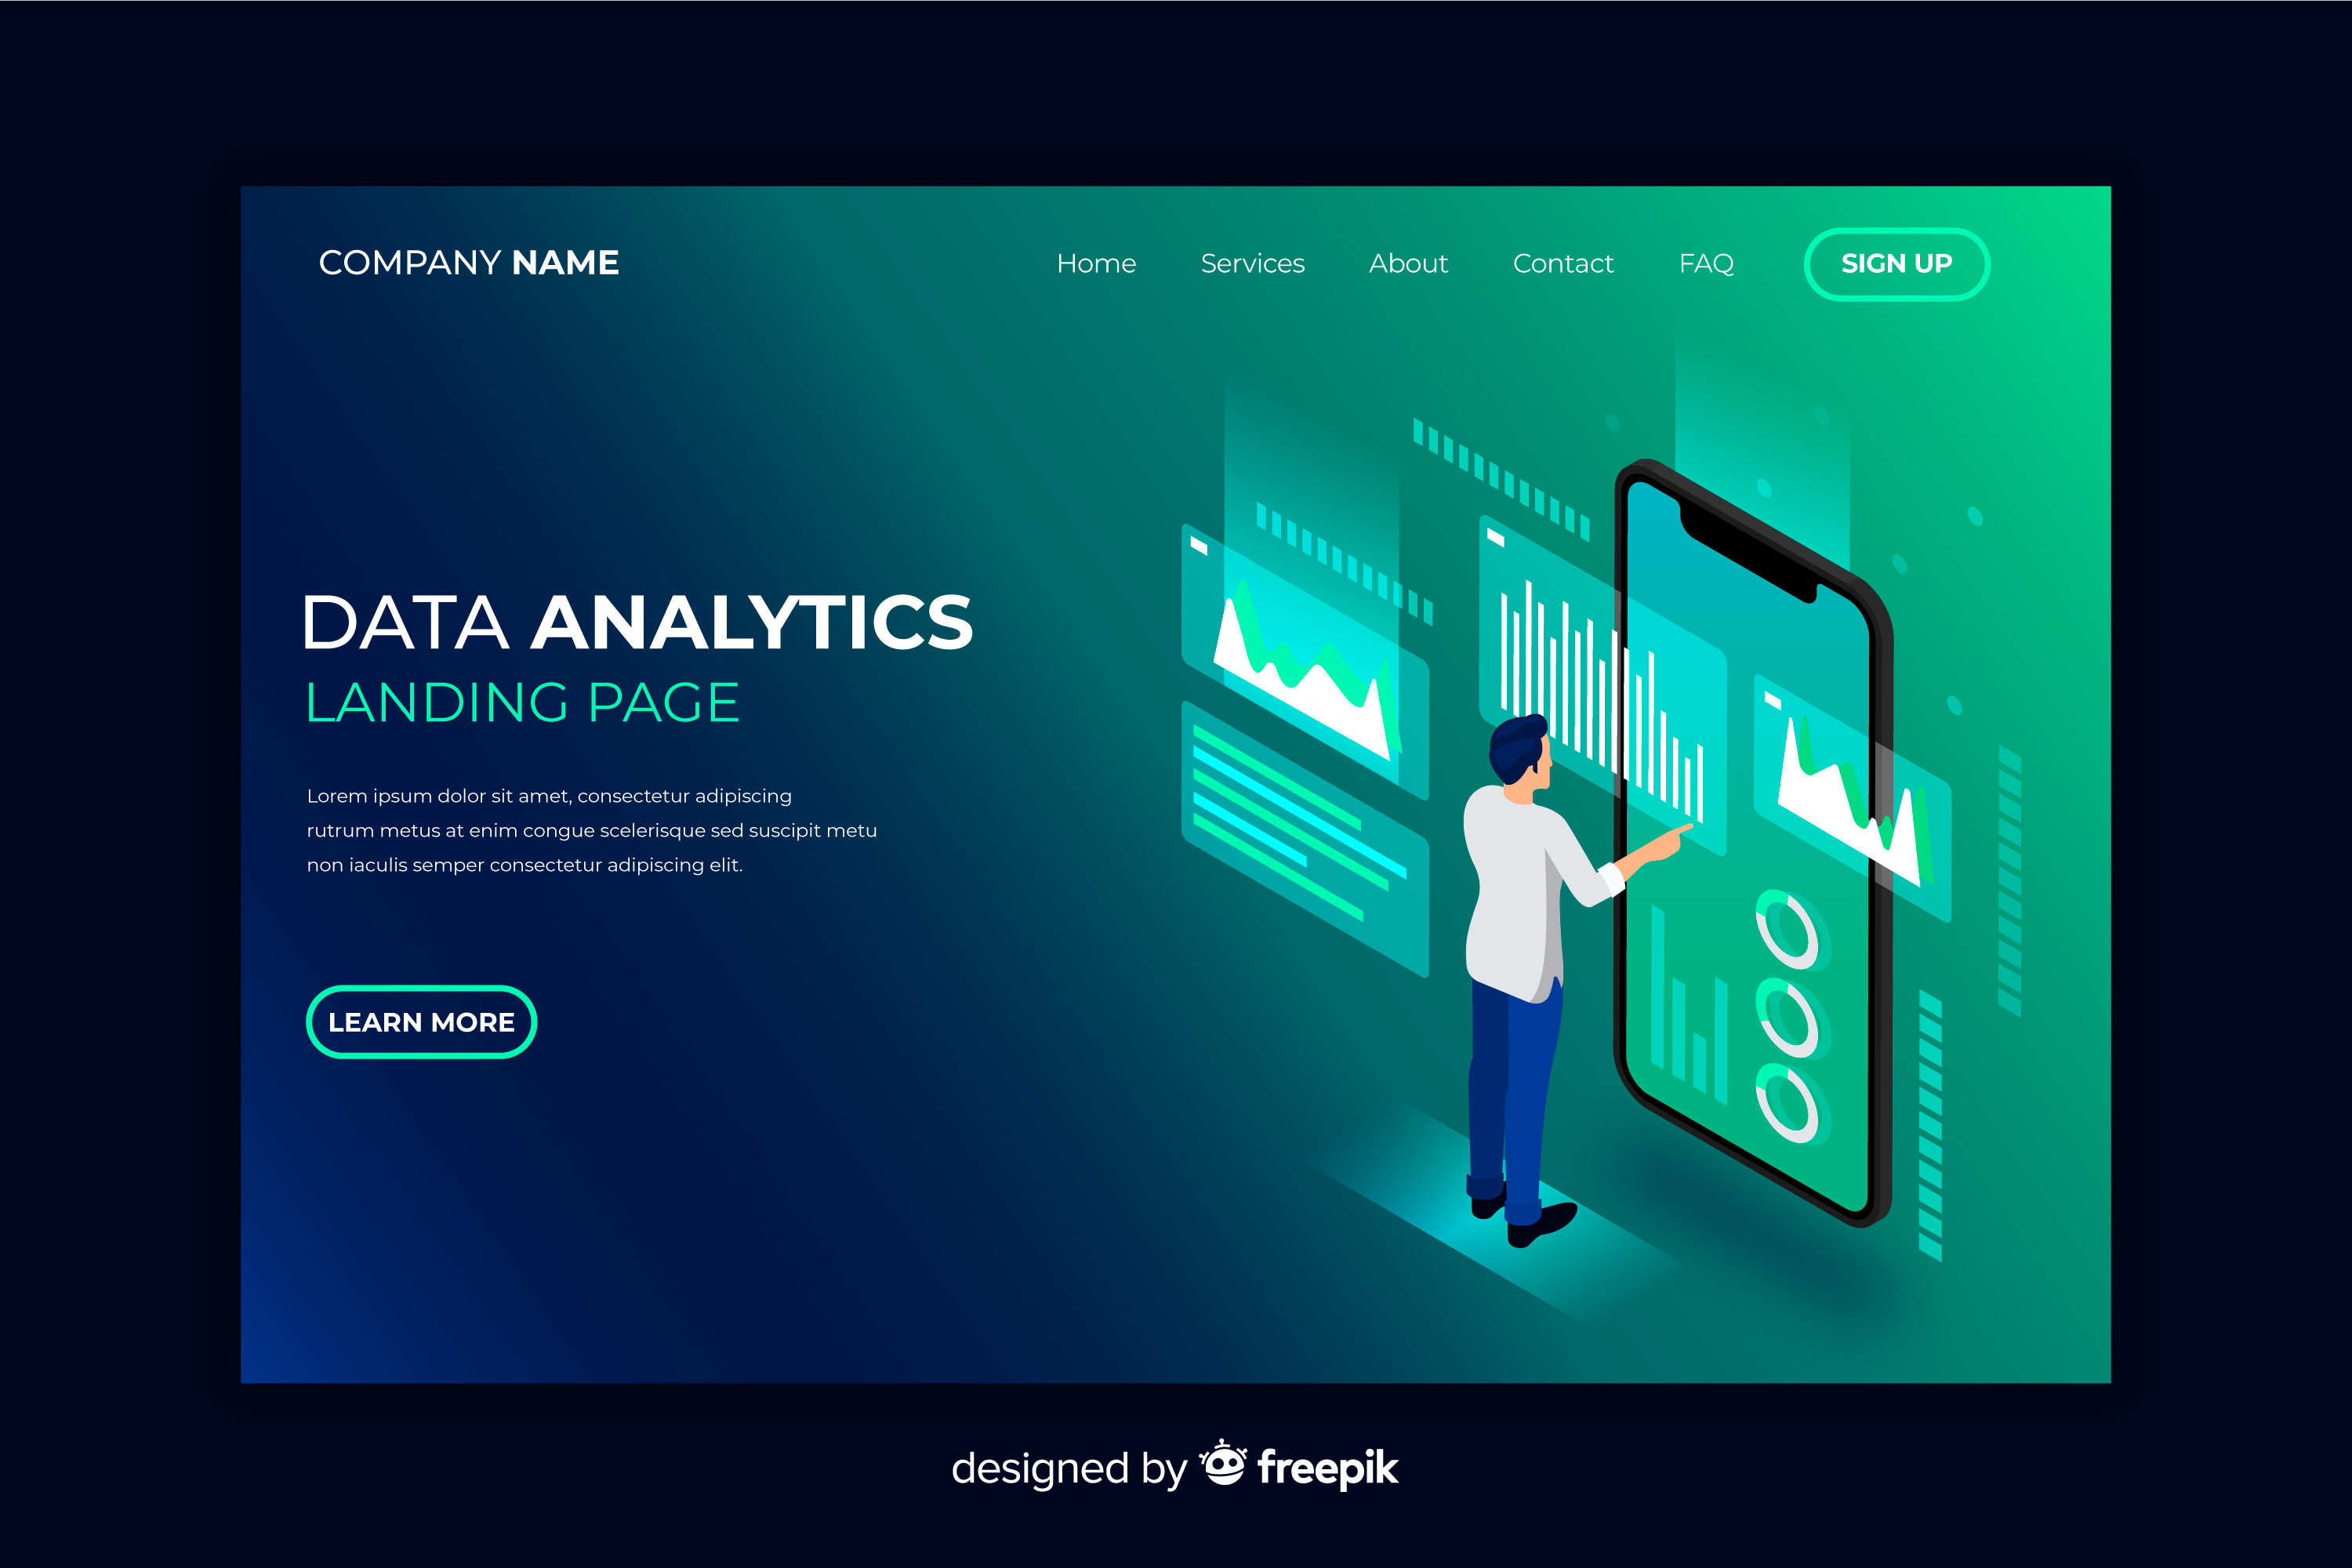 COMPANY NAME
Home Services About Contact FAQ SIGN UP
DATA ANALYTICS
LANDING PAGE
Lorem ipsum dolor sit amet, consectetur adipiscing
rutrum metus at enim congue scelerisque sed suscipit metu
non iaculis semper consectetur adipiscing elit.
LEARN MORE
designed by freepik